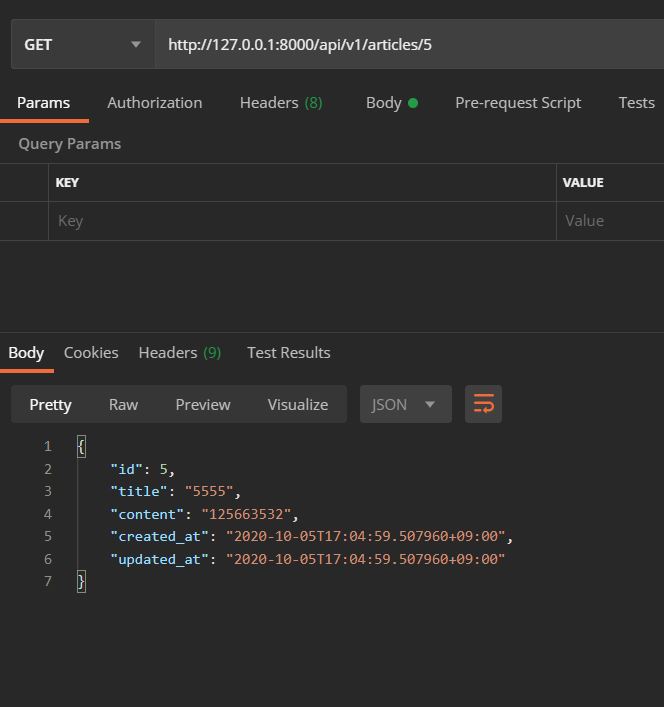 GET http://127.0.0.1:8000/api/v1/articles/5
Params Authorization Headers (8) Body Pre-request Script Tests
Query Params
KEY VALUE
Key Value
Body Cookies Headers (9) Test Results
Pretty Raw Preview Visualize JSON
1 {
2 "id": 5,
3 "title": "5555",
4 "content": "125663532",
5 "created_at": "2020-10-05T17:04:59.507960+09:00",
6 "updated_at": "2020-10-05T17:04:59.507960+09:00"
7 }